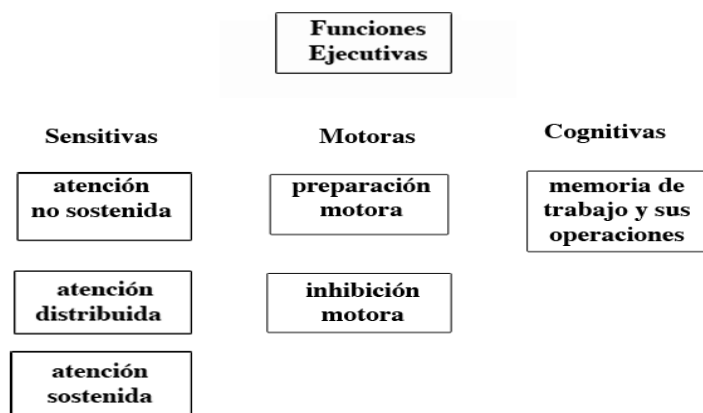 Funciones
Ejecutivas
Sensitivas
atención
no sostenida
atención
distribuida
atención
sostenida
Motoras
preparación
motora
inhibición
motora
Cognitivas
memoria de
trabajo y sus
operaciones